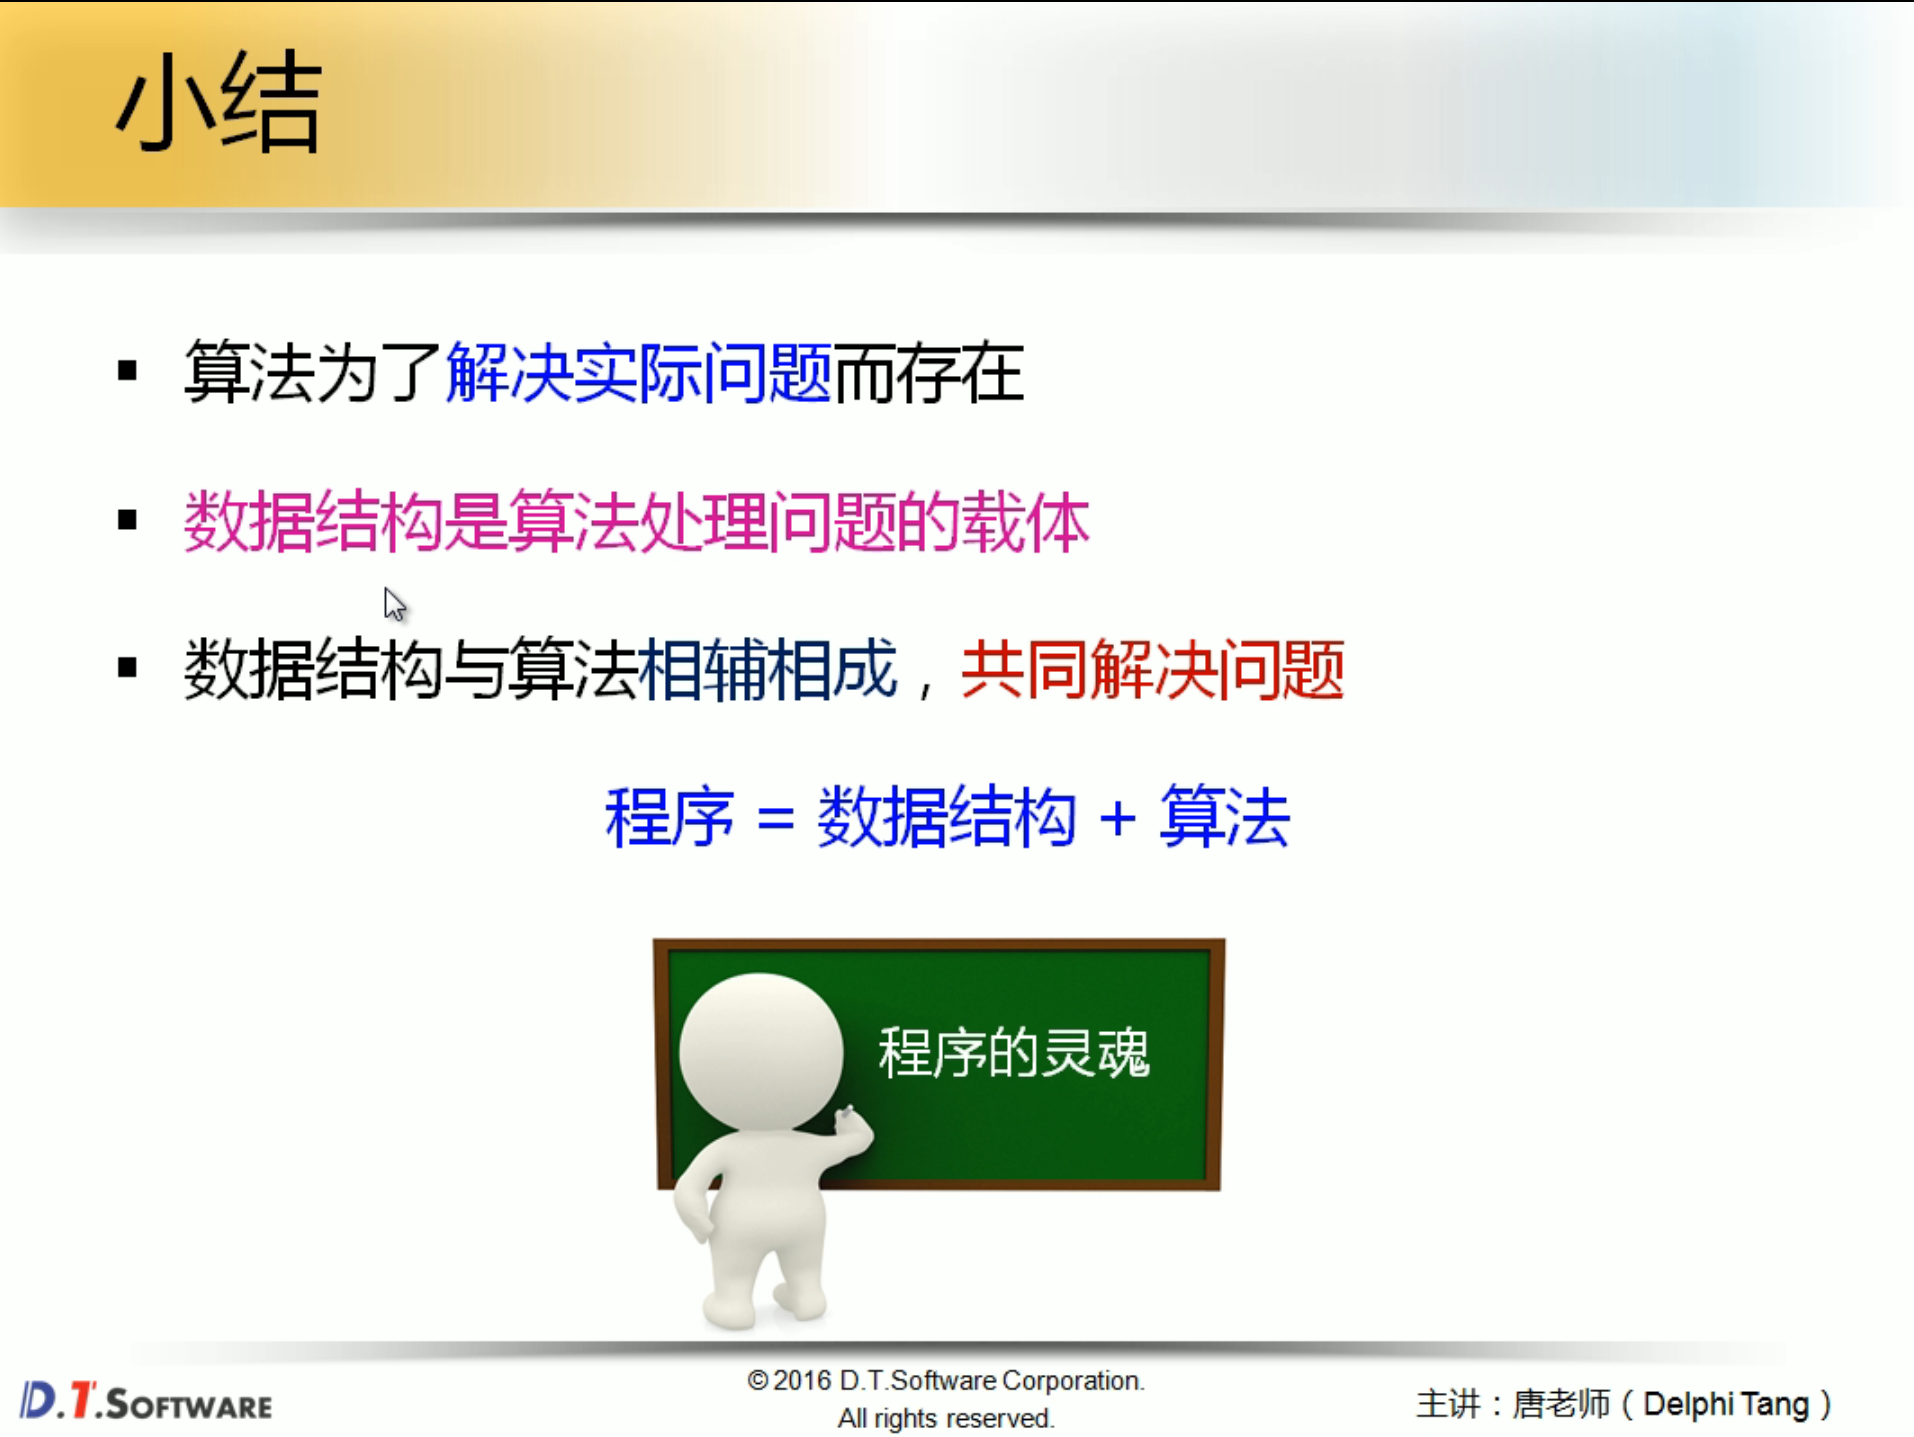 小结
算法为了解决实际问题而存在
数据结构是算法处理问题的载体
数据结构与算法相辅相成，共同解决问题
程序 = 数据结构 + 算法
程序的灵魂
D.T.SOFTWARE
© 2016 D.T.Software Corporation.
All rights reserved.
主讲：唐老师（Delphi Tang）